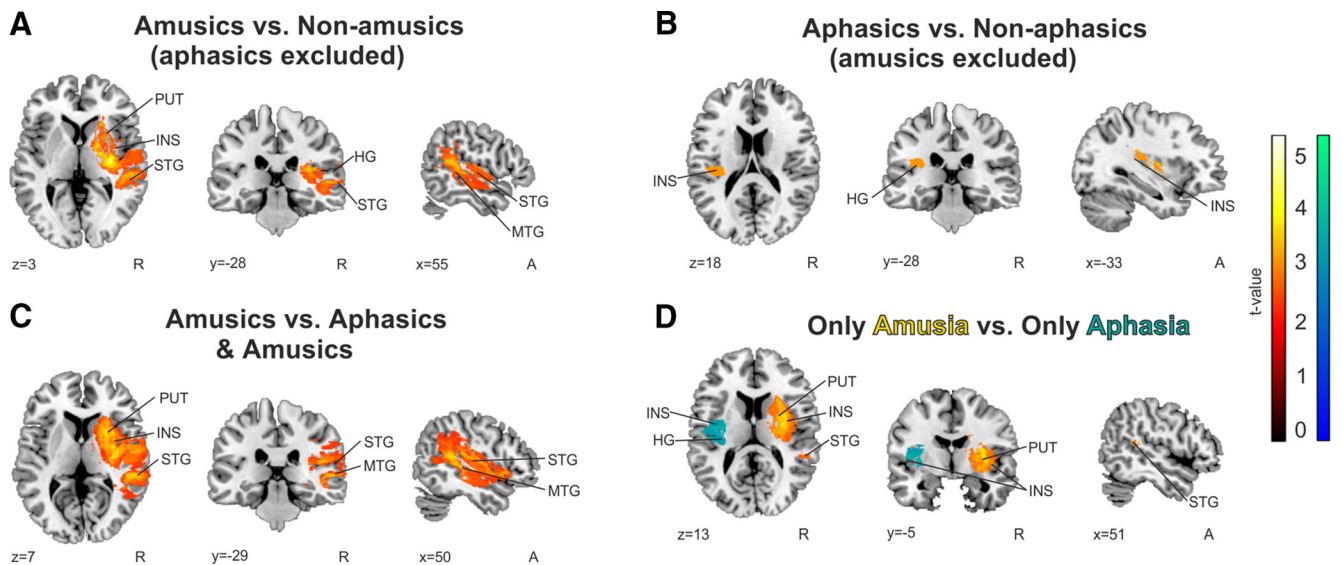 A
Amusics vs. Non-amusics
(aphasics excluded)
PUT
INS
STG
HG
STG
STG
MTG
z=3
R
y=-28
R
x=55
A
B
Aphasics vs. Non-aphasics
(amusics excluded)
INS
HG
INS
z=18
R
y=-28
R
x=-33
A
C
Amusics vs. Aphasics
& Amusics
PUT
INS
STG
STG
MTG
STG
MTG
z=7
R
y=-29
R
x=50
A
D
Only Amusia vs. Only Aphasia
INS
HG
PUT
INS
STG
PUT
INS
STG
z=13
R
y=-5
R
x=51
A
t-value
5
4
3
2
1
0